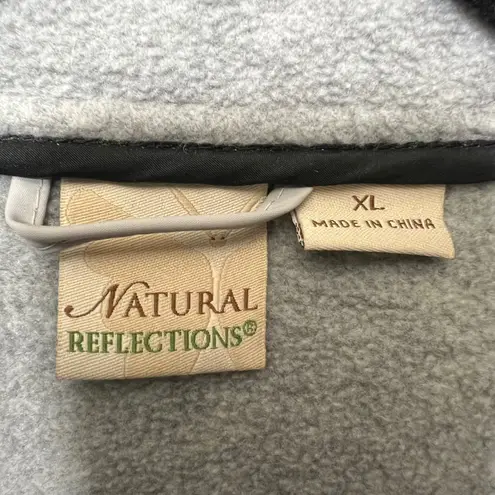 NATURAL
REFLECTIONS®
XL
MADE IN CHINA